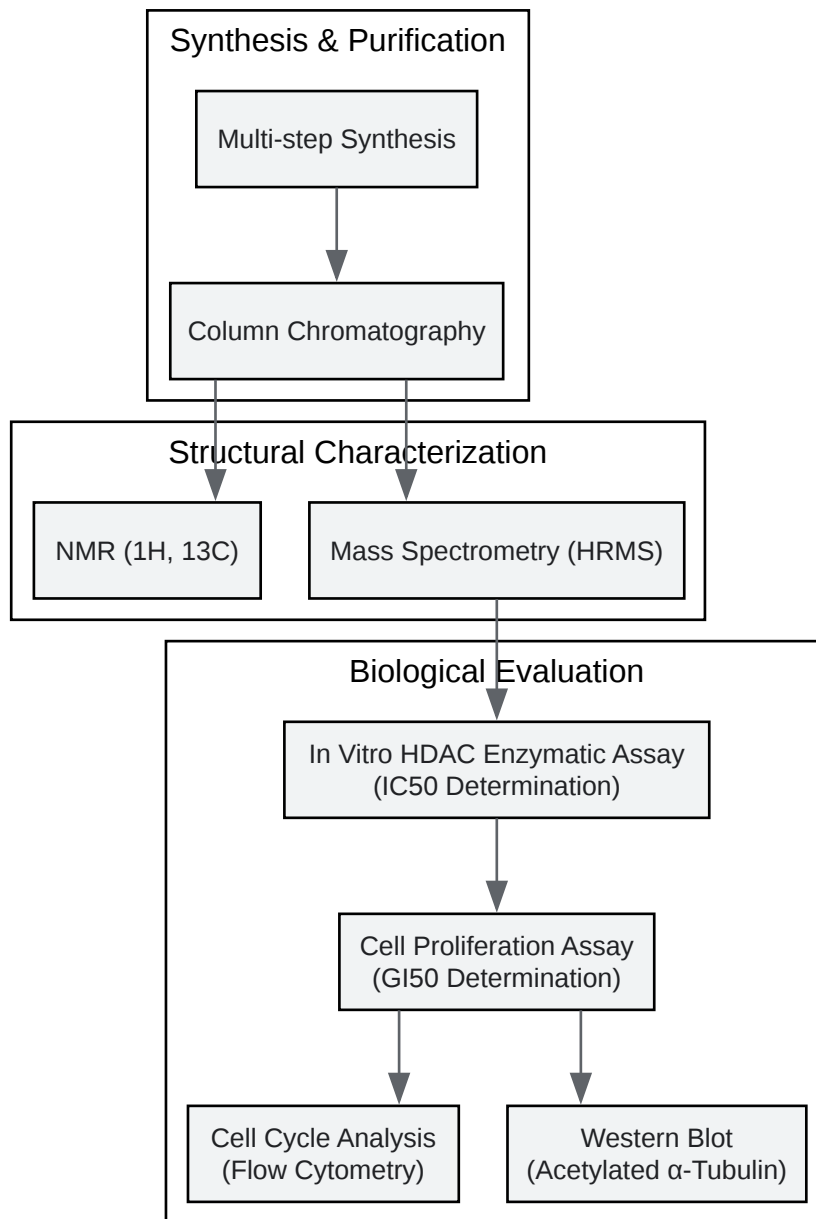 Synthesis & Purification
Multi-step Synthesis
Column Chromatography
Structural Characterization
NMR (1H, 13C)
Mass Spectrometry (HRMS)
Biological Evaluation
In Vitro HDAC Enzymatic Assay
(IC50 Determination)
Cell Proliferation Assay
(GI50 Determination)
Cell Cycle Analysis
(Flow Cytometry)
Western Blot
(Acetylated α-Tubulin)